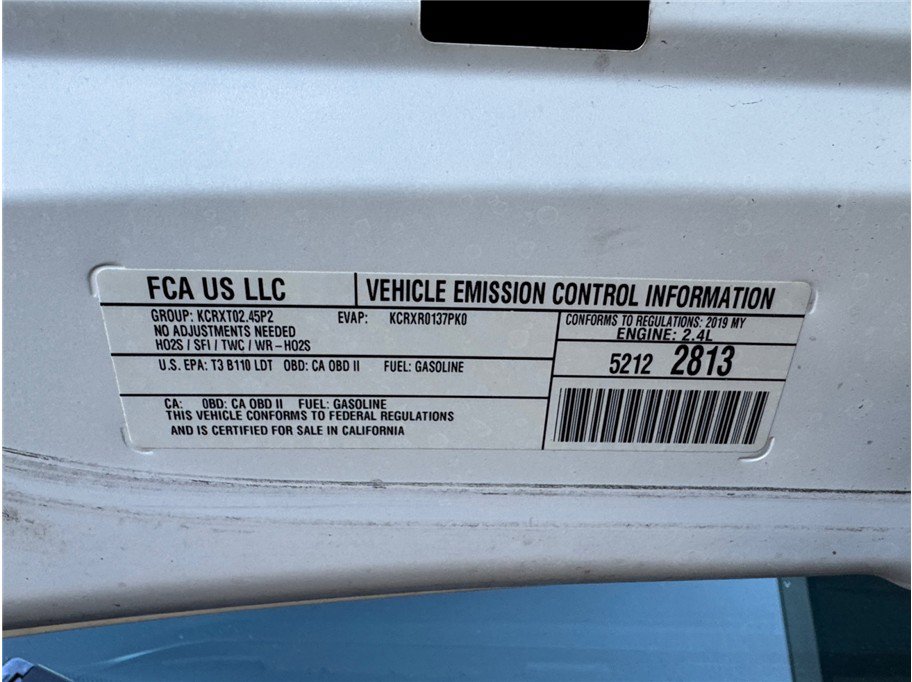 FCA US LLC
VEHICLE EMISSION CONTROL INFORMATION
GROUP: KCRXT02.45P2 EVAP: KCRXR0137PK0
NO ADJUSTMENTS NEEDED
HO2S / SFI / TWC / WR-HO2S
CONFORMS TO REGULATIONS: 2019 MY
ENGINE: 2.4L
U.S. EPA: T3 B110 LDT OBD: CA OBD II FUEL: GASOLINE
5212 2813
CA: OBD: CA OBD II FUEL: GASOLINE
THIS VEHICLE CONFORMS TO FEDERAL REGULATIONS
AND IS CERTIFIED FOR SALE IN CALIFORNIA